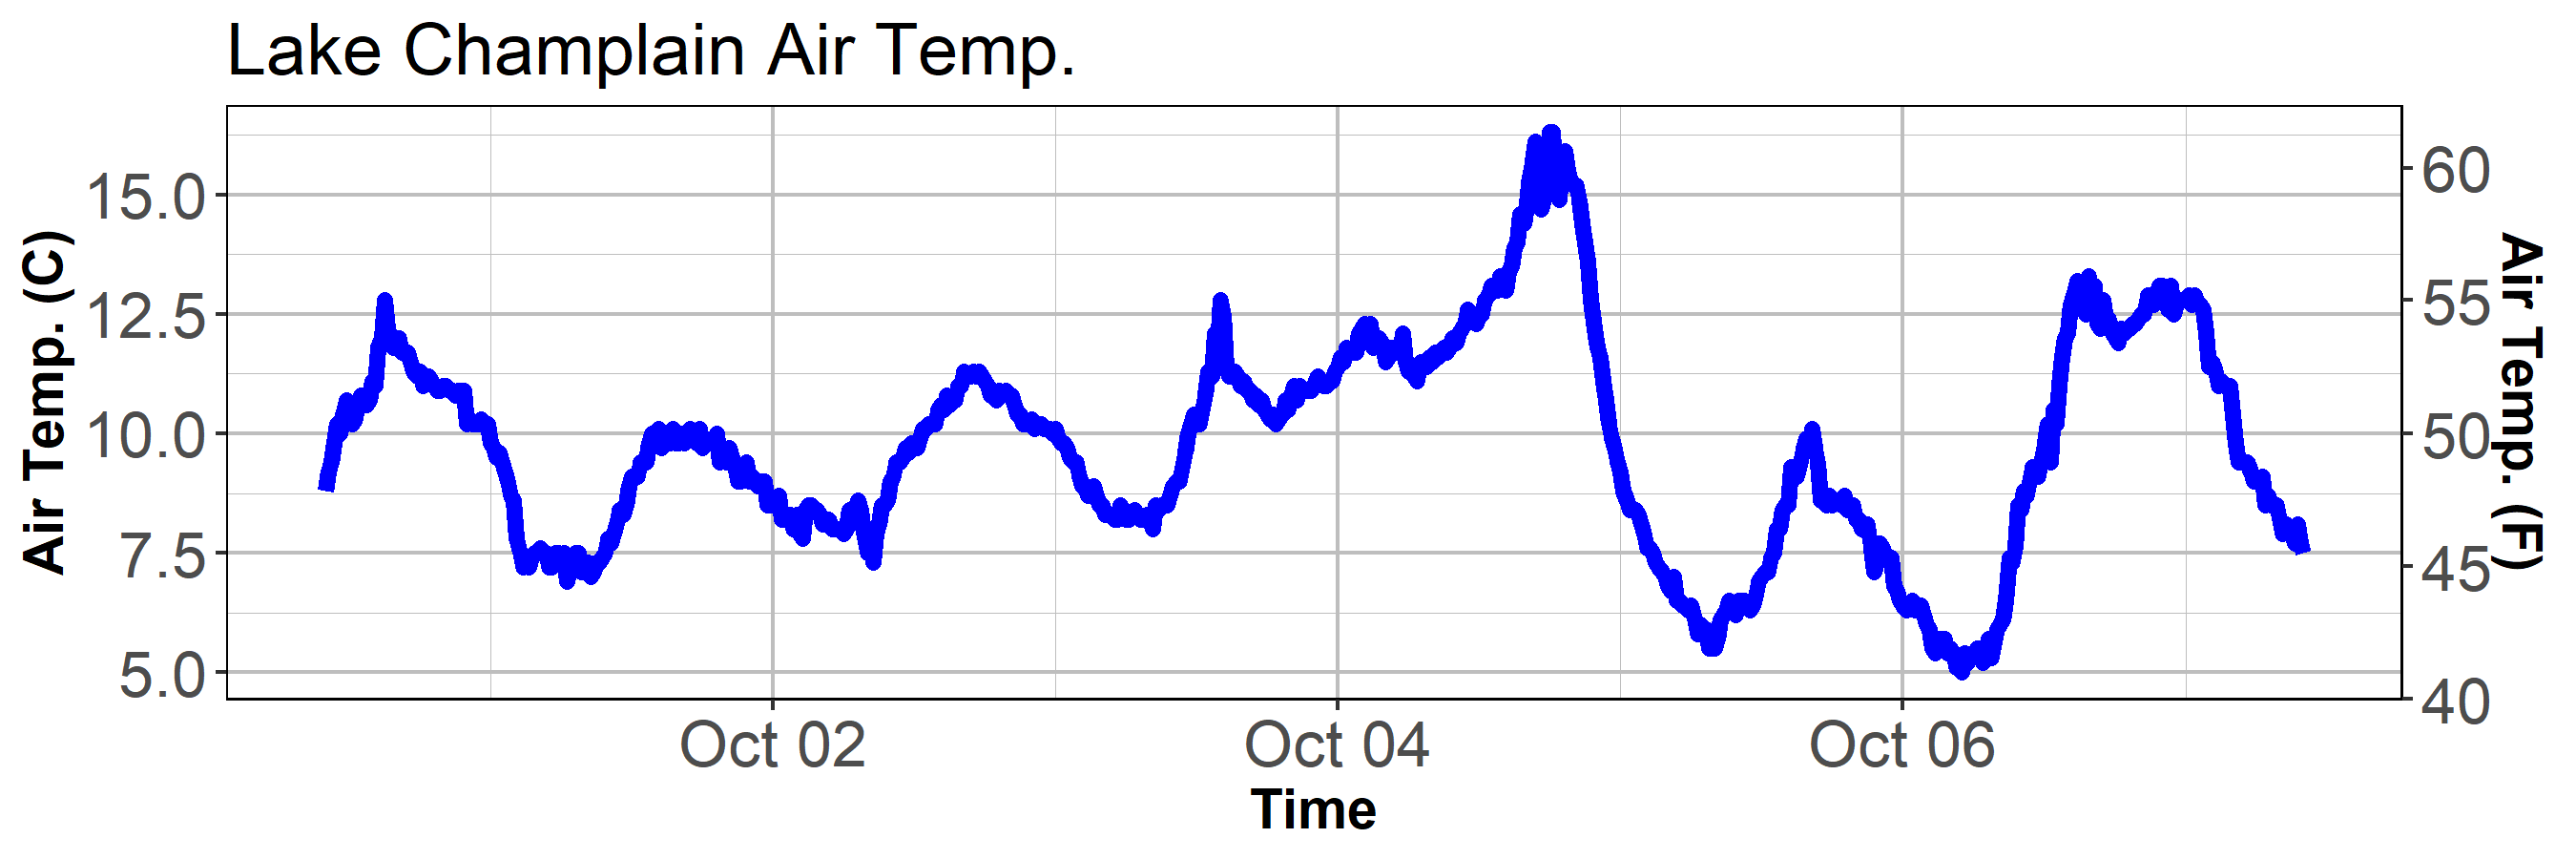 Lake Champlain Air Temp.
Air Temp. (C)
15.0
12.5
10.0
7.5
5.0
60
55
50
45
40
Air Temp. (F)
Oct 02 Oct 04 Oct 06
Time